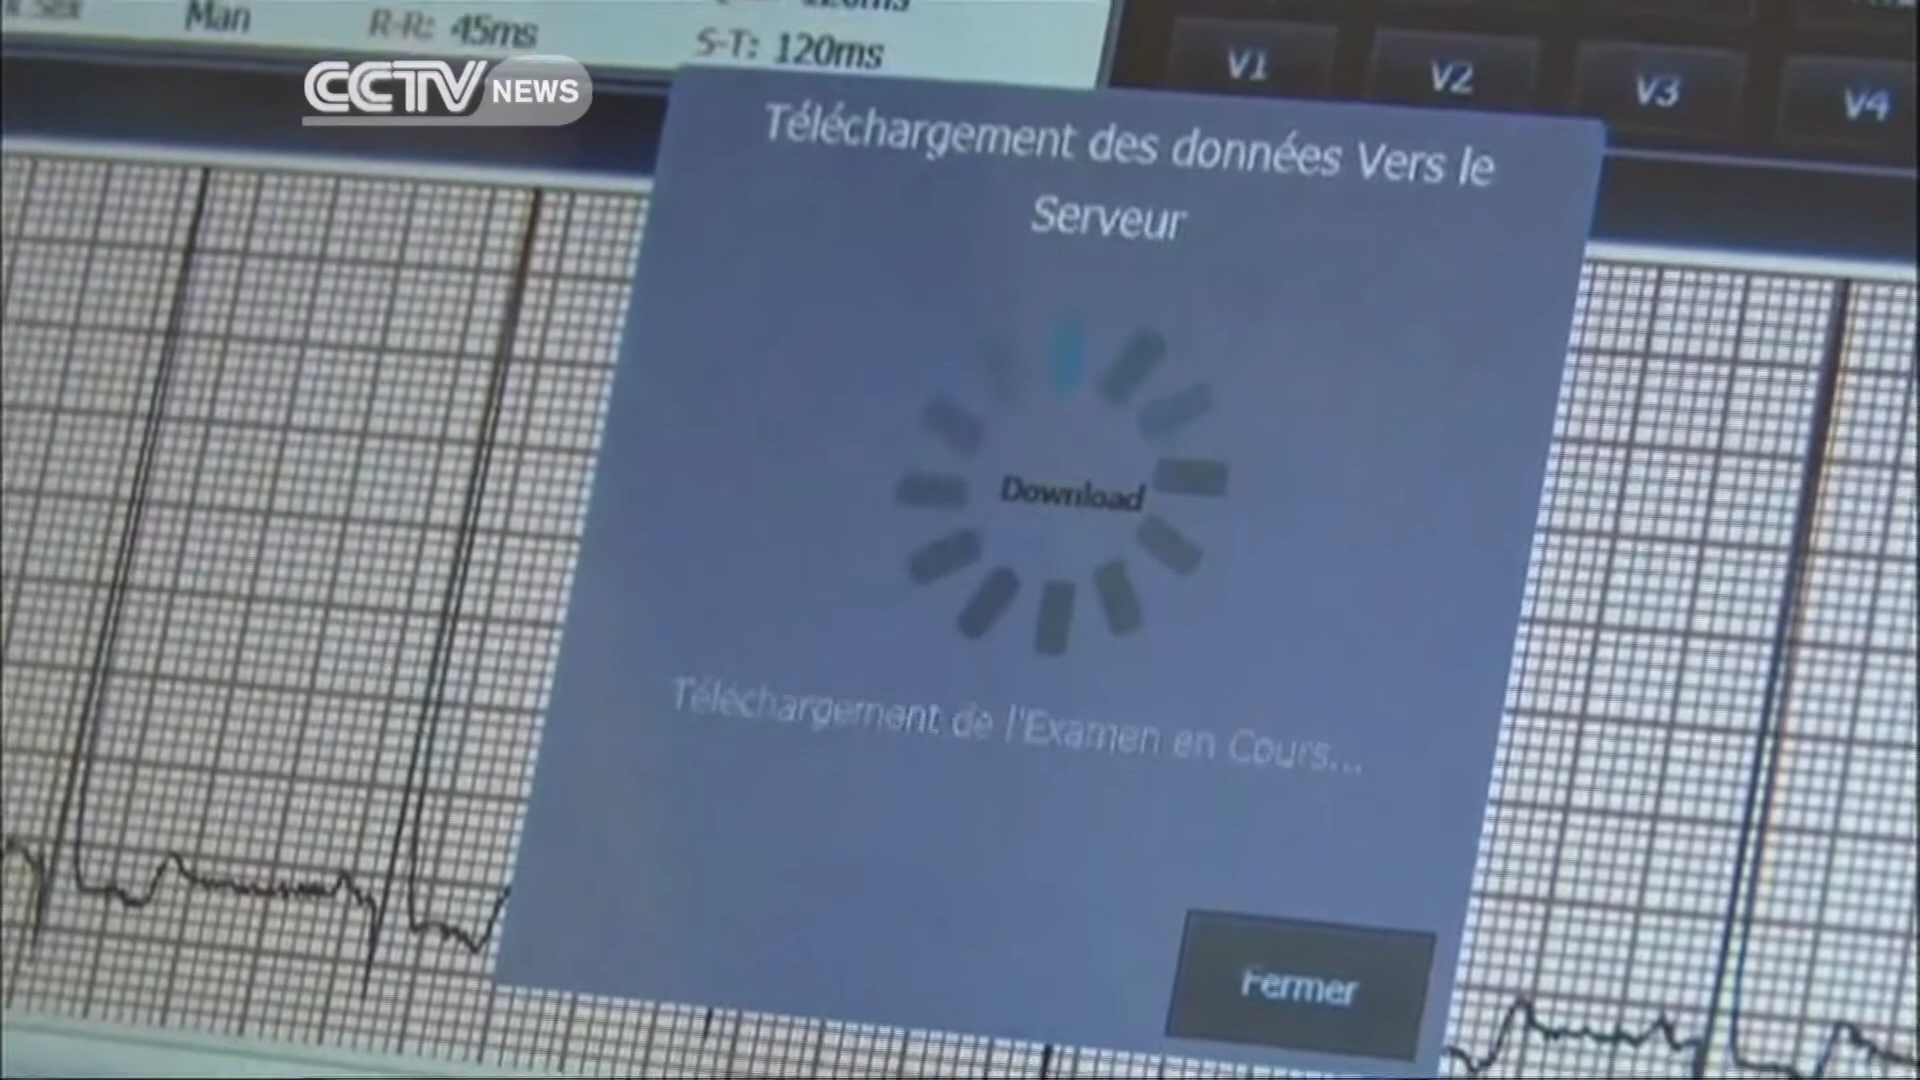 Man
R-R: 45ms
S-T: 120ms
CCTV NEWS
V1
V2
V3
V4
Téléchargement des données Vers le
Serveur
Download
Téléchargement de l'Examen en Cours...
Fermer